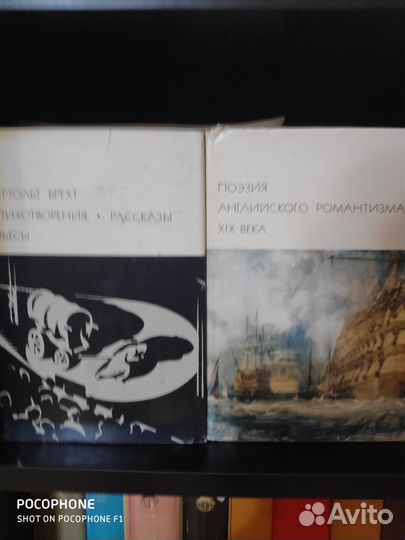 РТОЛЬТ БРЕХТ
ТИХОТВОРЕНИЯ • РАССКАЗЫ
ЬЕСЫ
ПОЭЗИЯ
АНГЛИЙСКОГО РОМАНТИЗМА
XIX ВЕКА
POCOPHONE
SHOT ON POCOPHONE F1
Avito